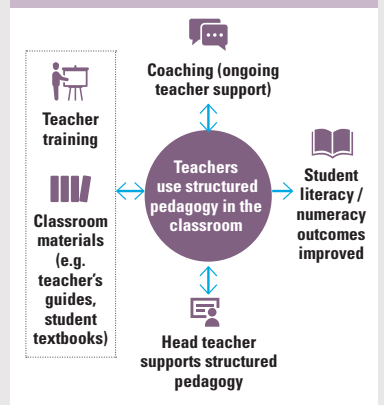 Coaching (ongoing
teacher support)
Teacher
training
Classroom
materials
(e.g.
teacher’s
guides,
student
textbooks)
Teachers
use structured
pedagogy in the
classroom
Student
literacy /
numeracy
outcomes
improved
Head teacher
supports structured
pedagogy